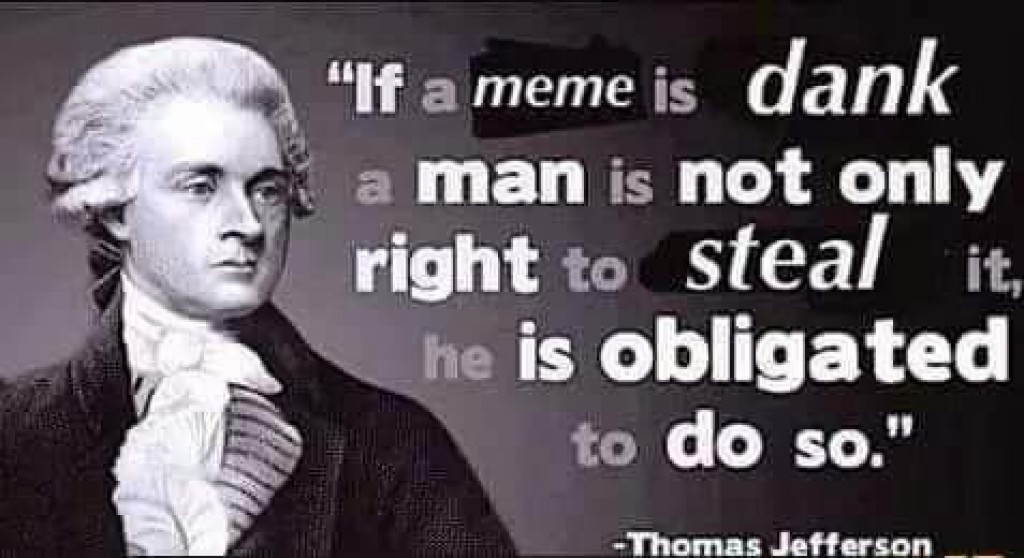 “If a meme is dank
a man is not only
right to steal it,
he is obligated
to do so."
-Thomas Jefferson